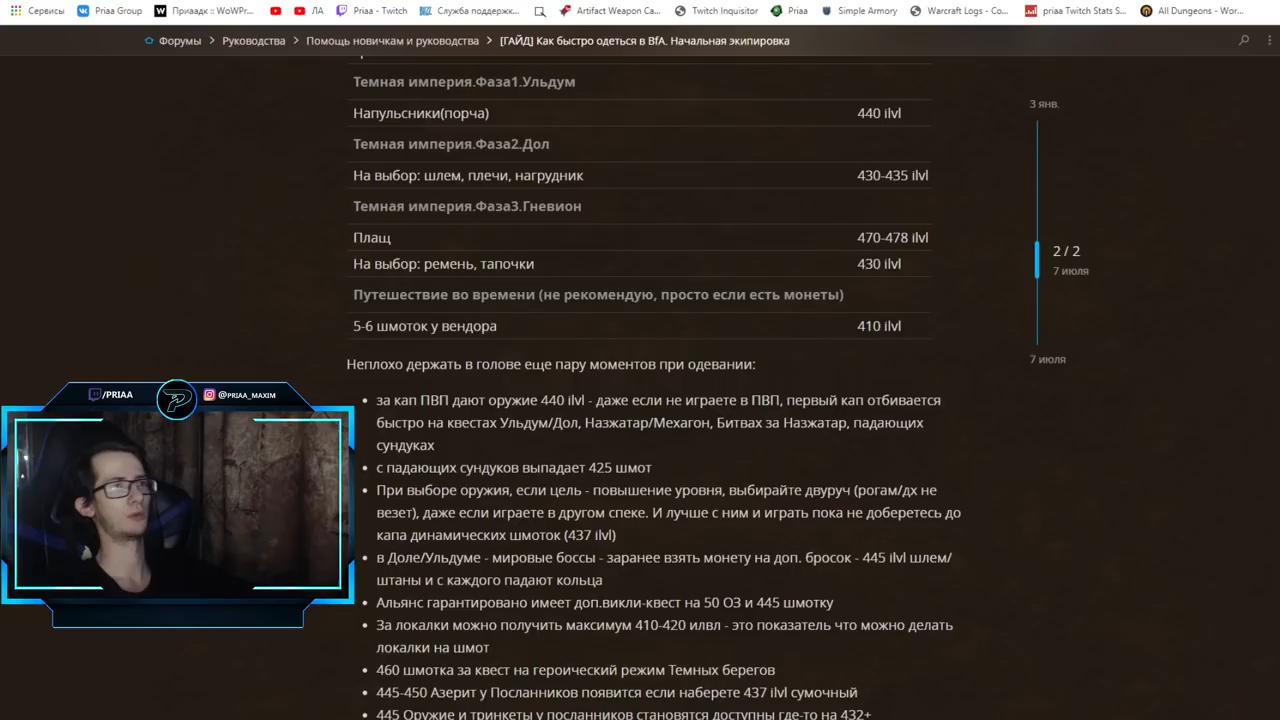 Сервисы
Priaa Group
Приаадк :: WoWPr...
ЛА
Priaa - Twitch
Служба поддержк...
Artifact Weapon Ca...
Twitch Inquisitor
Priaa
Simple Armory
Warcraft Logs - Co...
priaa Twitch Stats S...
All Dungeons - Wor...
Форумы > Руководства > Помощь новичкам и руководства > [ГАЙД] Как быстро одеться в BfA. Начальная экипировка
Темная империя.Фаза1.Ульдум
Напульсники(порча) 440 ilvl
Темная империя.Фаза2.Дол
На выбор: шлем, плечи, нагрудник 430-435 ilvl
Темная империя.Фаза3.Гневион
Плащ 470-478 ilvl
На выбор: ремень, тапочки 430 ilvl
Путешествие во времени (не рекомендую, просто если есть монеты)
5-6 шмоток у вендора 410 ilvl
Неплохо держать в голове еще пару моментов при одевании:
• за кап ПВП дают оружие 440 ilvl - даже если не играете в ПВП, первый кап отбивается
быстро на квестах Ульдум/Дол, Назжатар/Мехагон, Битвах за Назжатар, падающих
сундуках
• с падающих сундуков выпадает 425 шмот
• При выборе оружия, если цель - повышение уровня, выбирайте двуруч (рогам/дх не
везет), даже если играете в другом спеке. И лучше с ним и играть пока не доберетесь до
капа динамических шмоток (437 ilvl)
• в Доле/Ульдуме - мировые боссы - заранее взять монету на доп. бросок - 445 ilvl шлем/
штаны и с каждого падают кольца
• Альянс гарантировано имеет доп.викли-квест на 50 ОЗ и 445 шмотку
• За локалки можно получить максимум 410-420 илвл - это показатель что можно делать
локалки на шмот
• 460 шмотка за квест на героический режим Темных берегов
• 445-450 Азерит у Посланников появится если наберете 437 ilvl сумочный
• 445 Оружие и тринкеты у посланников становятся доступны где-то на 432+
3 янв.
2 / 2
7 июля
7 июля
/PRIAA
@PRIAA_MAXIM